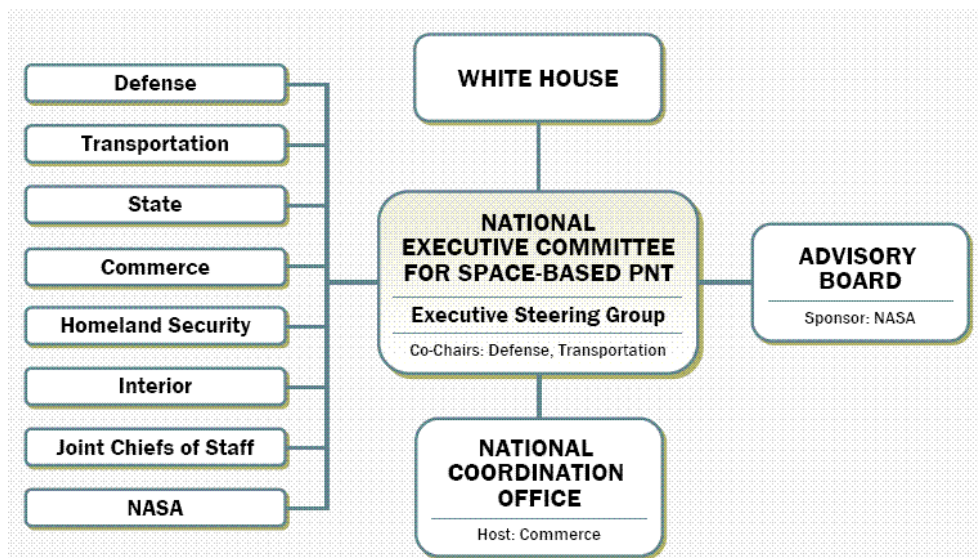 Defense
Transportation
State
Commerce
Homeland Security
Interior
Joint Chiefs of Staff
NASA
WHITE HOUSE
NATIONAL
EXECUTIVE COMMITTEE
FOR SPACE-BASED PNT
Executive Steering Group
Co-Chairs: Defense, Transportation
ADVISORY
BOARD
Sponsor: NASA
NATIONAL
COORDINATION
OFFICE
Host: Commerce